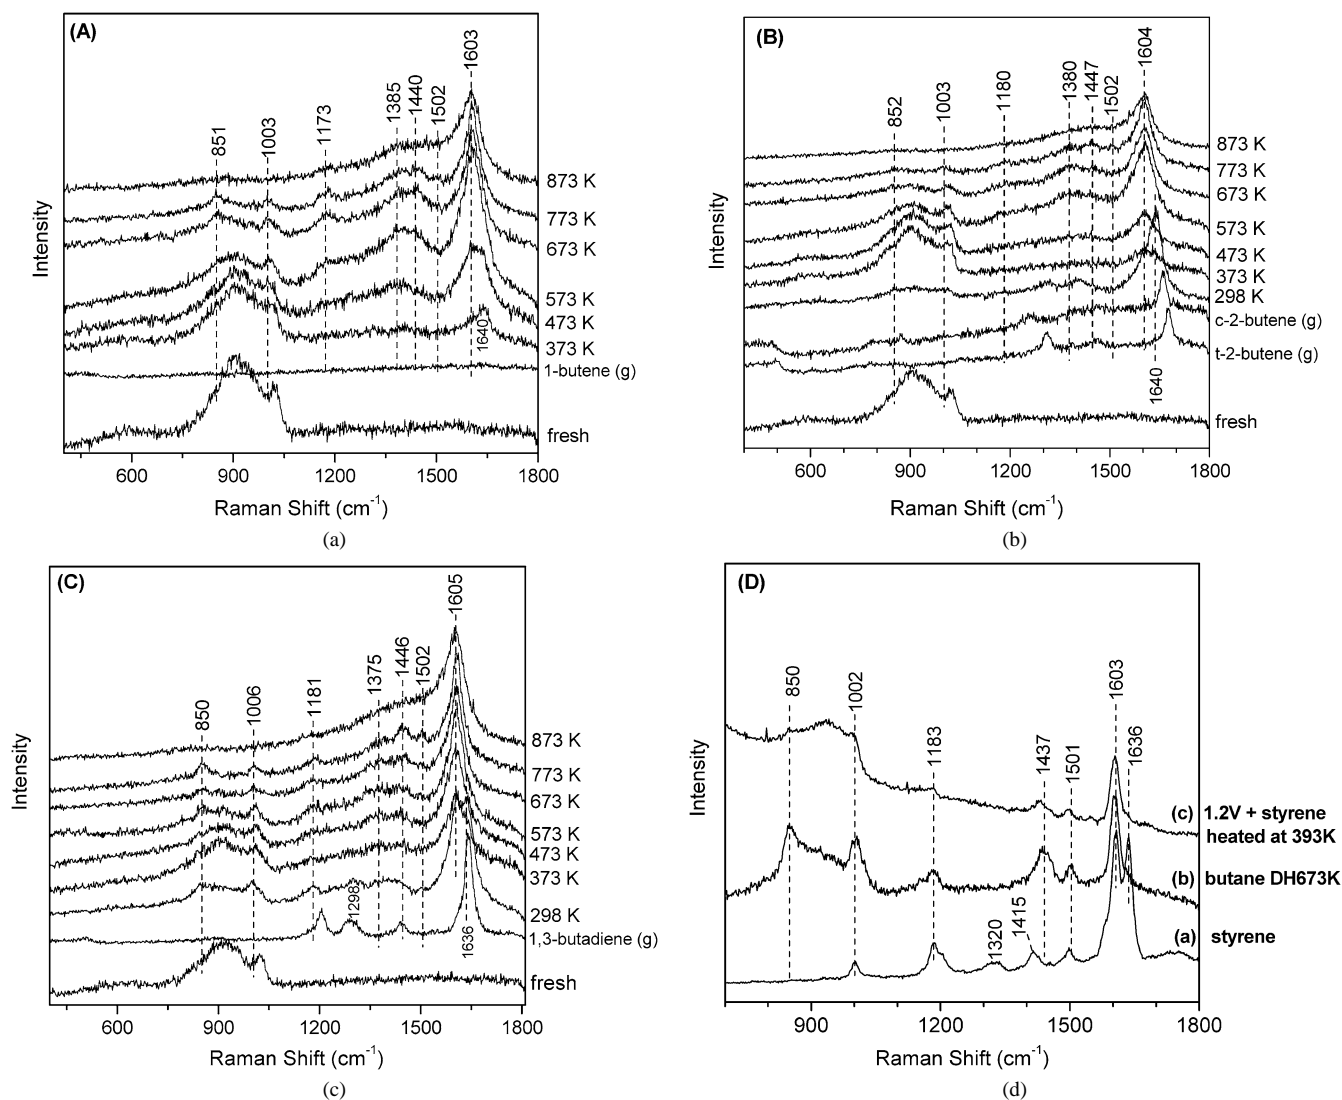 (A)
1603
1440
1385
1502
1173
1003
851
873 K
773 K
673 K
573 K
473 K
373 K
1640
1-butene (g)
fresh
Intensity
600 900 1200 1500 1800
Raman Shift (cm-1)
(a)
(B)
1604
1447
1380
1502
1180
1003
852
873 K
773 K
673 K
573 K
473 K
373 K
298 K
c-2-butene (g)
t-2-butene (g)
1640
fresh
Intensity
600 900 1200 1500 1800
Raman Shift (cm-1)
(b)
(C)
1605
1446
1375
1502
1181
1006
850
873 K
773 K
673 K
573 K
473 K
373 K
298 K
1298
1636
1,3-butadiene (g)
fresh
Intensity
600 900 1200 1500 1800
Raman Shift (cm-1)
(c)
(D)
1603
850
1002
1183
1437
1501
1636
(c) 1.2V + styrene
heated at 393K
(b) butane DH673K
1415
1320
(a) styrene
Intensity
900 1200 1500 1800
Raman Shift (cm-1)
(d)